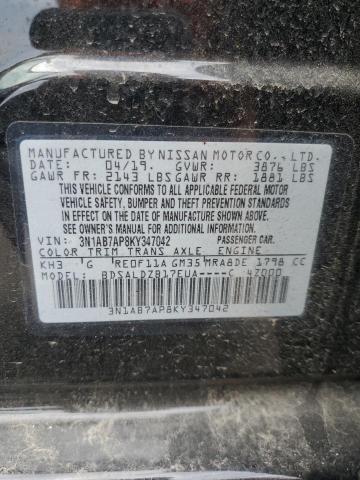 MANUFACTURED BY NISSAN MOTOR CO., LTD.
DATE: 04/19. GVWR: 3876 LBS
GAWR FR: 2143 LBS GAWR RR: 1881 LBS
THIS VEHICLE CONFORMS TO ALL APPLICABLE FEDERAL MOTOR
VEHICLE SAFETY, BUMPER AND THEFT PREVENTION STANDARDS
IN EFFECT ON THE DATE OF MANUFACTURE SHOWN ABOVE.
SEE OWNER'S MANUAL FOR ADDITIONAL INFORMATION.
VIN: 3N1AB7AP8KY347042 PASSENGER CAR.
COLOR TRIM TRANS AXLE ENGINE
KH3 G RE0F11A GM35 MRA8DE 1798 CC
MODEL: BDSALDZB17EUA----C 4Z000
3N1AB7AP8KY347042